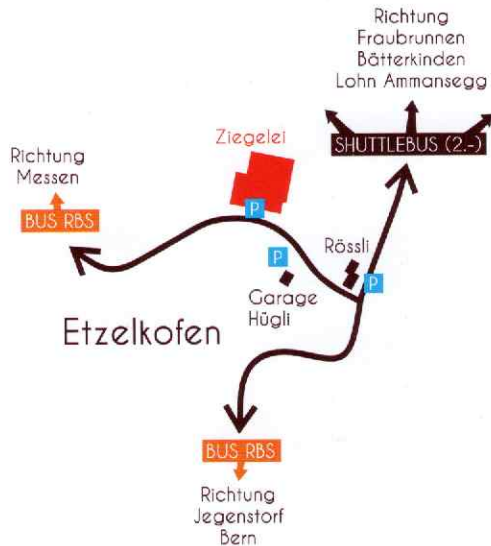 Richtung
Fraubrunnen
Bätterkinden
Lohn Ammansegg
SHUTTLEBUS (2.-)
Ziegelei
Richtung
Messen
BUS RBS
P
P
Rössli
P
Garage
Hügli
Etzelkofen
BUS RBS
Richtung
Jegenstorf
Bern